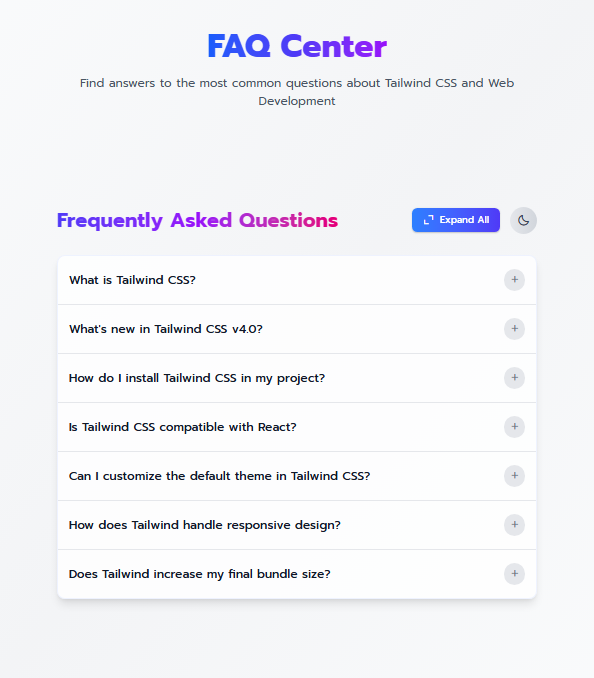 FAQ Center
Find answers to the most common questions about Tailwind CSS and Web
Development
Frequently Asked Questions
Expand All
What is Tailwind CSS?
+
What's new in Tailwind CSS v4.0?
+
How do I install Tailwind CSS in my project?
+
Is Tailwind CSS compatible with React?
+
Can I customize the default theme in Tailwind CSS?
+
How does Tailwind handle responsive design?
+
Does Tailwind increase my final bundle size?
+